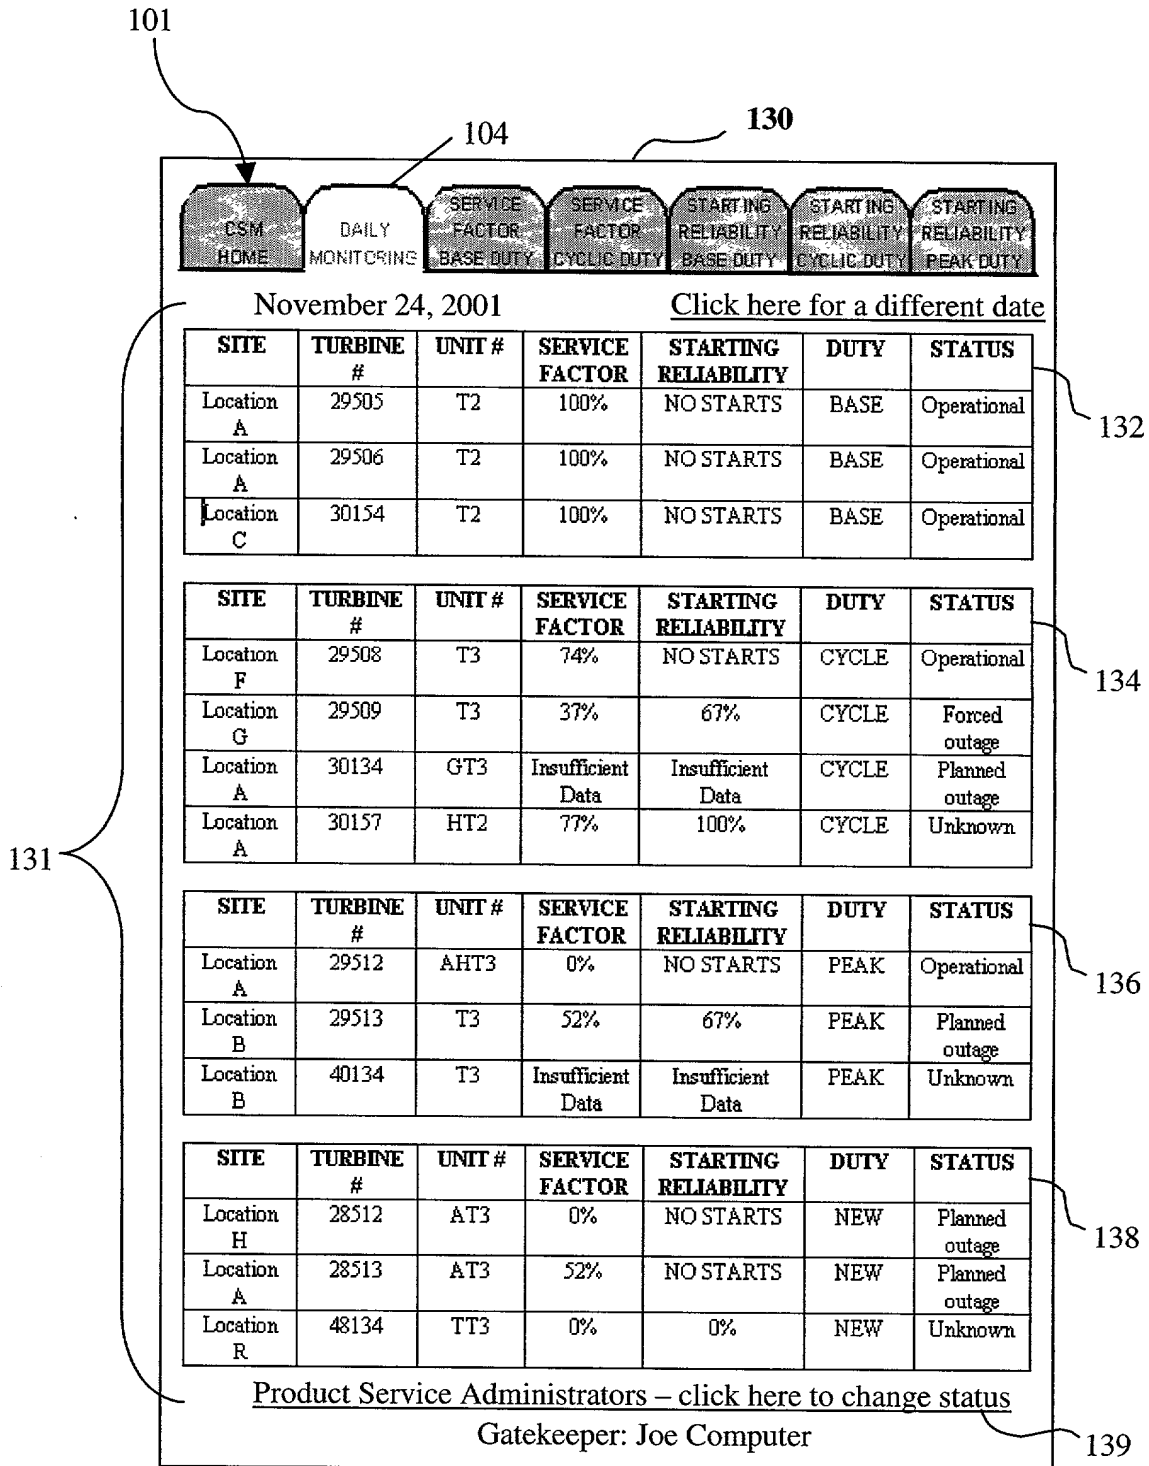 101
130
104
CSM HOME
DAILY MONITORING
SERVICE FACTOR BASE DUTY
SERVICE FACTOR CYCLIC DUTY
STARTING RELIABILITY BASE DUTY
STARTING RELIABILITY CYCLIC DUTY
STARTING RELIABILITY PEAK DUTY
November 24, 2001 Click here for a different date
SITE TURBINE # UNIT # SERVICE FACTOR STARTING RELIABILITY DUTY STATUS
Location A 29505 T2 100% NO STARTS BASE Operational
132
Location A 29506 T2 100% NO STARTS BASE Operational
Location C 30154 T2 100% NO STARTS BASE Operational
SITE TURBINE # UNIT # SERVICE FACTOR STARTING RELIABILITY DUTY STATUS
Location F 29508 T3 74% NO STARTS CYCLE Operational
134
Location G 29509 T3 37% 67% CYCLE Forced outage
Location A 30134 GT3 Insufficient Data Insufficient Data CYCLE Planned outage
Location A 30157 HT2 77% 100% CYCLE Unknown
131
SITE TURBINE # UNIT # SERVICE FACTOR STARTING RELIABILITY DUTY STATUS
Location A 29512 AHT3 0% NO STARTS PEAK Operational
136
Location B 29513 T3 52% 67% PEAK Planned outage
Location B 40134 T3 Insufficient Data Insufficient Data PEAK Unknown
SITE TURBINE # UNIT # SERVICE FACTOR STARTING RELIABILITY DUTY STATUS
Location H 28512 AT3 0% NO STARTS NEW Planned outage
138
Location A 28513 AT3 52% NO STARTS NEW Planned outage
Location R 48134 TT3 0% 0% NEW Unknown
Product Service Administrators – click here to change status
Gatekeeper: Joe Computer
139